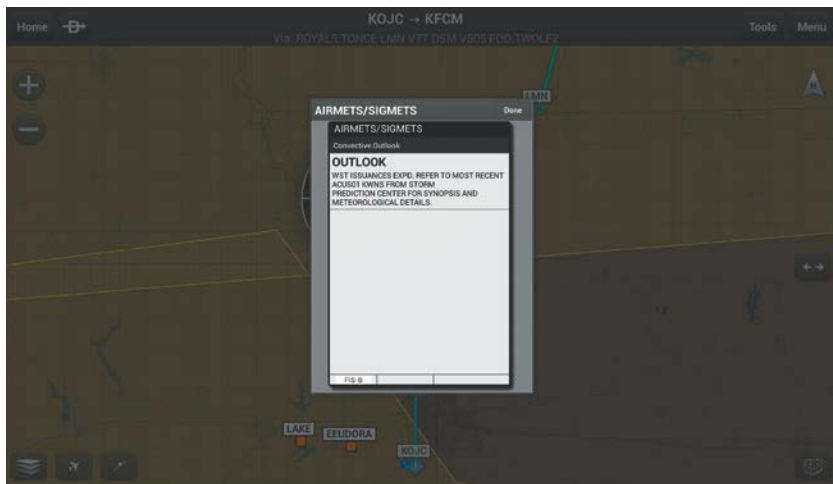 Home
KOJC → KFCM
Via: ROYAL5.TONCE LMN V77 DSM V505 FOD.TWOLF2
Tools
Menu
LMN
AIRMETS/SIGMETS
Done
AIRMETS/SIGMETS
Convective Outlook
OUTLOOK
WST ISSUANCES EXPD. REFER TO MOST RECENT
ACUS01 KWNS FROM STORM
PREDICTION CENTER FOR SYNOPSIS AND
METEOROLOGICAL DETAILS.
FIS-B
LAKE
EEUDORA
KOJC
N